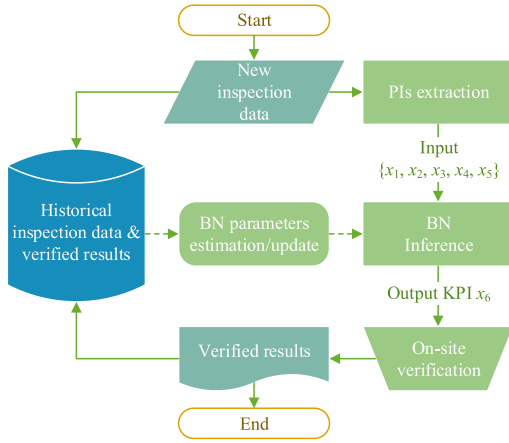 Start
New
inspection
data
PIs extraction
Input
{x₁, x₂, x₃, x₄, x₅}
Historical
inspection data &
verified results
BN parameters
estimation/update
BN
Inference
Output KPI x₆
Verified results
On-site
verification
End